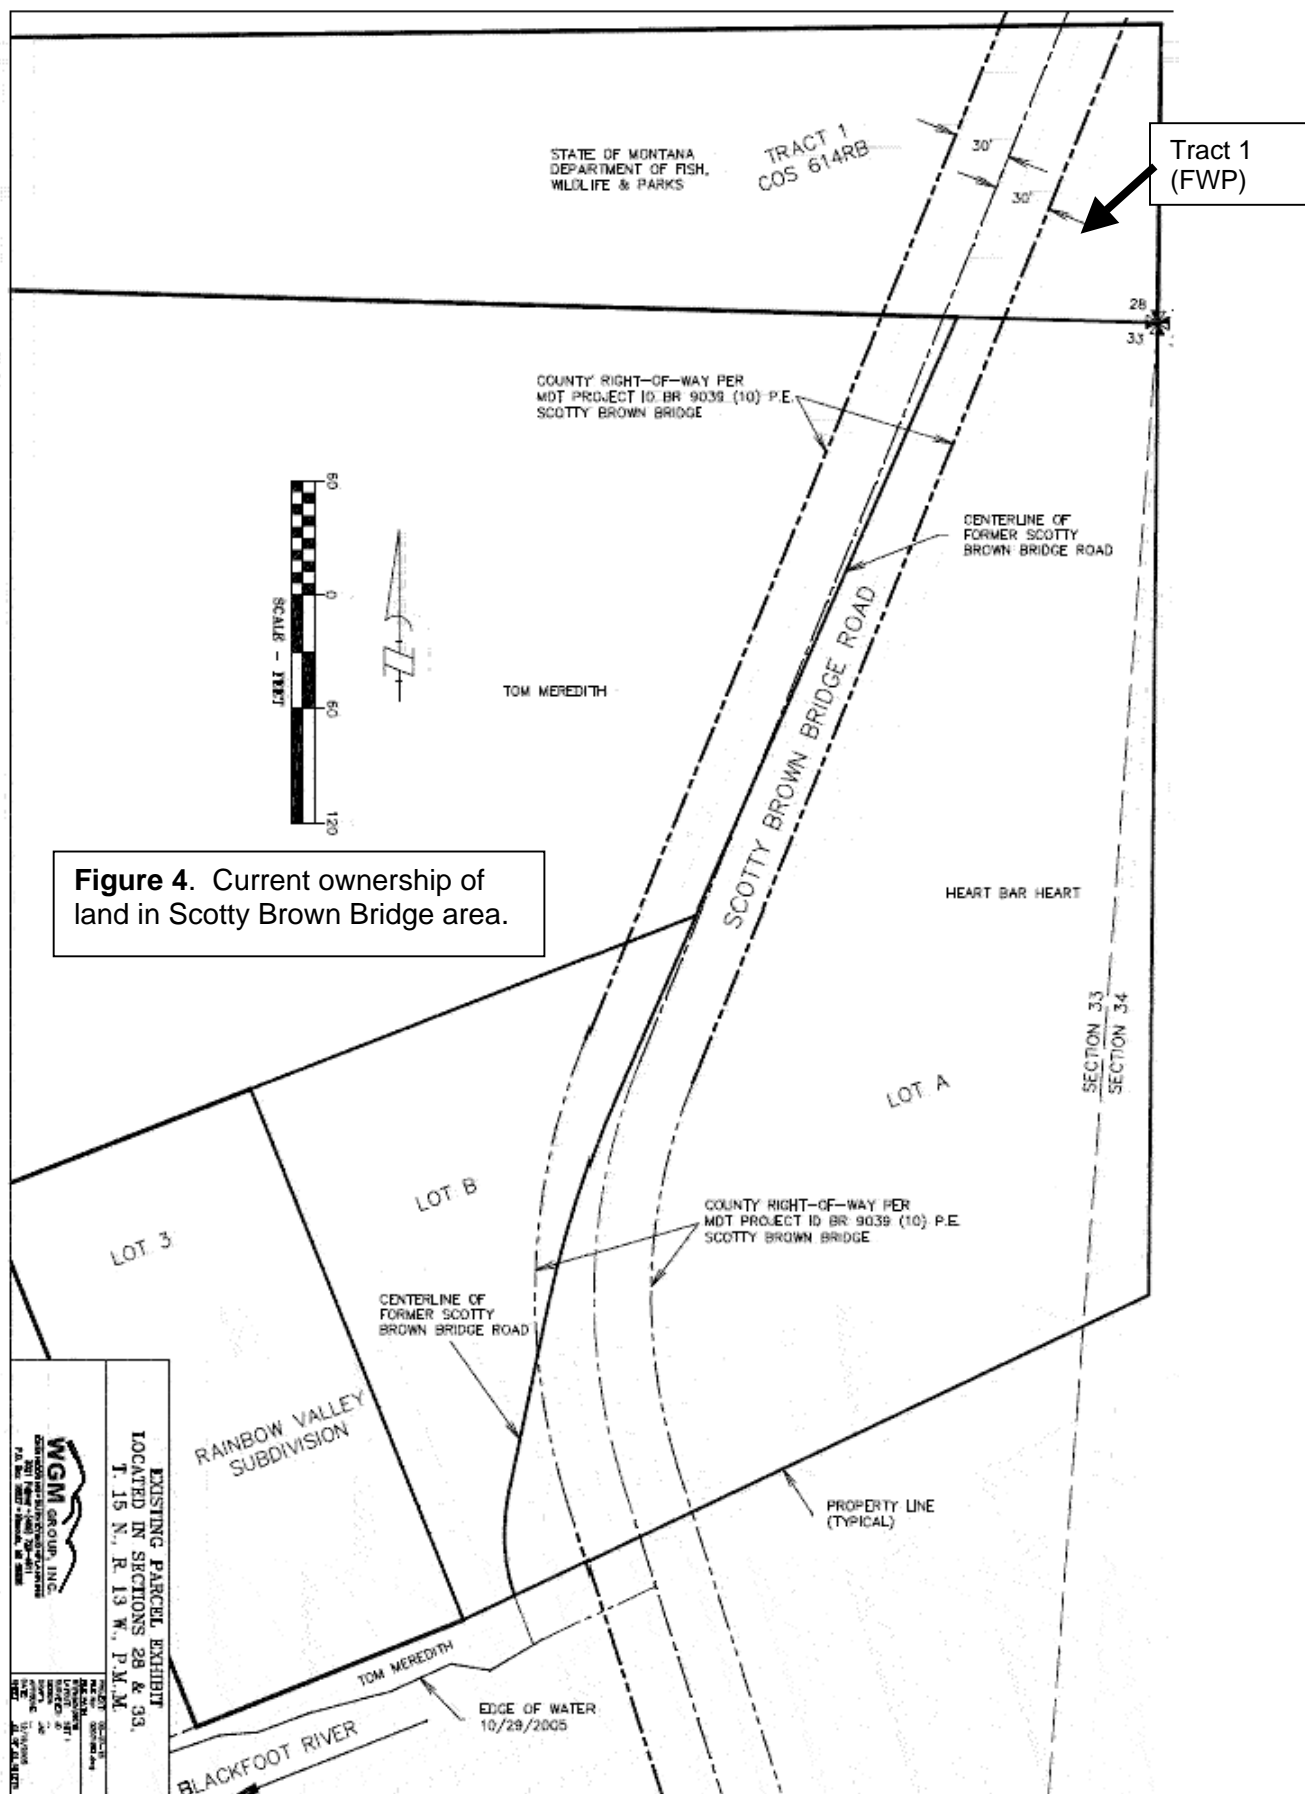 STATE OF MONTANA
DEPARTMENT OF FISH,
WILDLIFE & PARKS
TRACT 1
COS 614RB
30'
30'
Tract 1
(FWP)
28
33
COUNTY RIGHT-OF-WAY PER
MDT PROJECT ID BR 9039 (10) P.E.
SCOTTY BROWN BRIDGE
CENTERLINE OF
FORMER SCOTTY
BROWN BRIDGE ROAD
60
0
60
120
SCALE - FEET
N
TOM MEREDITH
SCOTTY BROWN BRIDGE ROAD
Figure 4. Current ownership of
land in Scotty Brown Bridge area.
HEART BAR HEART
SECTION 33
SECTION 34
LOT A
LOT B
LOT 3
COUNTY RIGHT-OF-WAY PER
MDT PROJECT ID BR 9039 (10) P.E.
SCOTTY BROWN BRIDGE
CENTERLINE OF
FORMER SCOTTY
BROWN BRIDGE ROAD
RAINBOW VALLEY
SUBDIVISION
PROPERTY LINE
(TYPICAL)
TOM MEREDITH
EDGE OF WATER
10/29/2005
BLACKFOOT RIVER
EXISTING PARCEL EXHIBIT
LOCATED IN SECTIONS 28 & 33,
T. 15 N., R. 13 W., P.M.M.
WGM GROUP, INC.